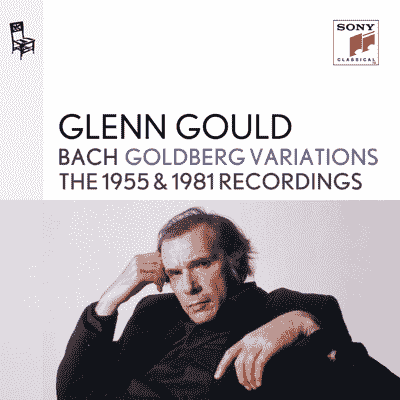 SONY
CLASSICAL
GLENN GOULD
BACH GOLDBERG VARIATIONS
THE 1955 & 1981 RECORDINGS